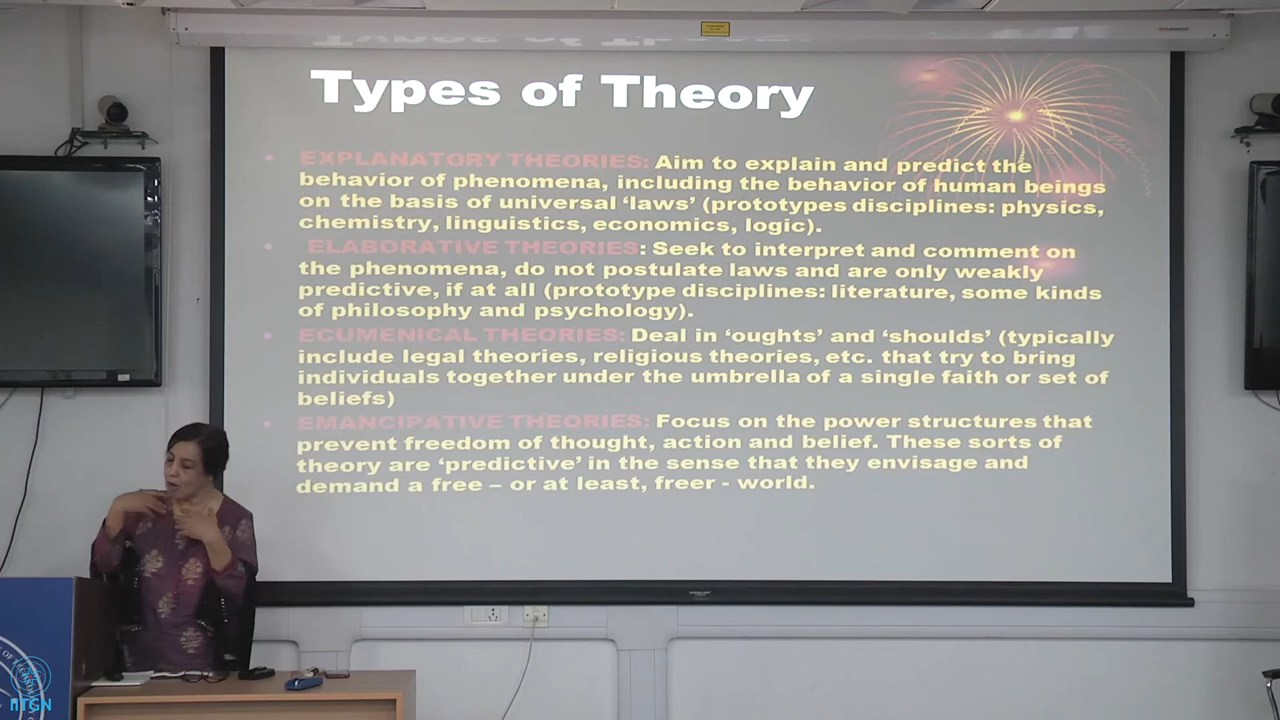 Types of Theory
• EXPLANATORY THEORIES: Aim to explain and predict the
behavior of phenomena, including the behavior of human beings
on the basis of universal ‘laws’ (prototypes disciplines: physics,
chemistry, linguistics, economics, logic).
• ELABORATIVE THEORIES: Seek to interpret and comment on
the phenomena, do not postulate laws and are only weakly
predictive, if at all (prototype disciplines: literature, some kinds
of philosophy and psychology).
• ECUMENICAL THEORIES: Deal in ‘oughts’ and ‘shoulds’ (typically
include legal theories, religious theories, etc. that try to bring
individuals together under the umbrella of a single faith or set of
beliefs)
• EMANCIPATIVE THEORIES: Focus on the power structures that
prevent freedom of thought, action and belief. These sorts of
theory are ‘predictive’ in the sense that they envisage and
demand a free – or at least, freer - world.
IITGN